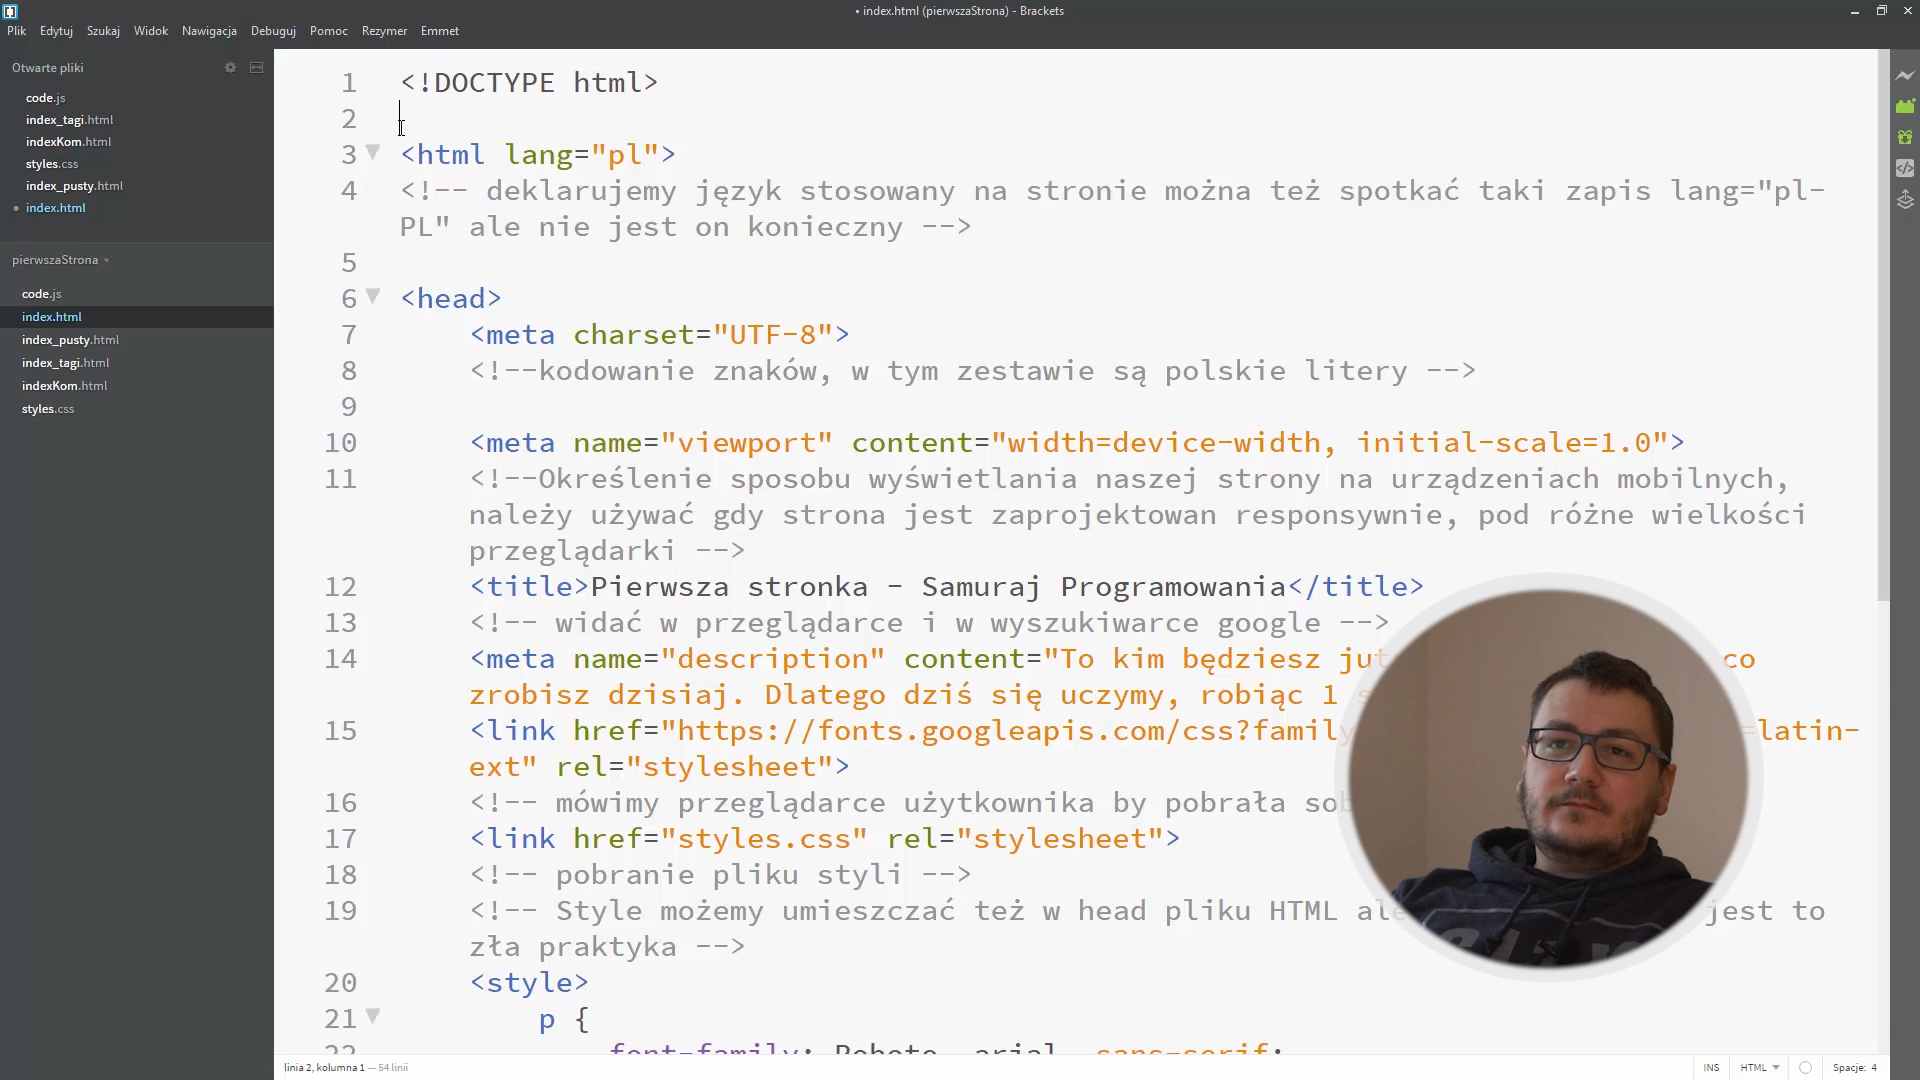 • index.html (pierwszaStrona) - Brackets
Plik Edytuj Szukaj Widok Nawigacja Debuguj Pomoc Rezymer Emmet
Otwarte pliki
code.js
index_tagi.html
indexKom.html
styles.css
index_pusty.html
• index.html
pierwszaStrona
code.js
index.html
index_pusty.html
index_tagi.html
indexKom.html
styles.css
1 <!DOCTYPE html>
2
3 <html lang="pl">
4 <!-- deklarujemy język stosowany na stronie można też spotkać taki zapis lang="pl-
PL" ale nie jest on konieczny -->
5
6 <head>
7 <meta charset="UTF-8">
8 <!--kodowanie znaków, w tym zestawie są polskie litery -->
9
10 <meta name="viewport" content="width=device-width, initial-scale=1.0">
11 <!--Określenie sposobu wyświetlania naszej strony na urządzeniach mobilnych,
należy używać gdy strona jest zaprojektowan responsywnie, pod różne wielkości
przeglądarki -->
12 <title>Pierwsza stronka - Samuraj Programowania</title>
13 <!-- widać w przeglądarce i w wyszukiwarce google -->
14 <meta name="description" content="To kim będziesz co
zrobisz dzisiaj. Dlatego dziś się uczymy, robiąc 1
15 <link href="https://fonts.googleapis.com/css?family =latin-
ext" rel="stylesheet">
16 <!-- mówimy przeglądarce użytkownika by pobrała
17 <link href="styles.css" rel="stylesheet">
18 <!-- pobranie pliku styli -->
19 <!-- Style możemy umieszczać też w head pliku HTML jest to
zła praktyka -->
20 <style>
21 p {
22 font-family: Roboto, arial, sans-serif;
linia 2, kolumna 1 — 54 linii
INS HTML Spacje: 4